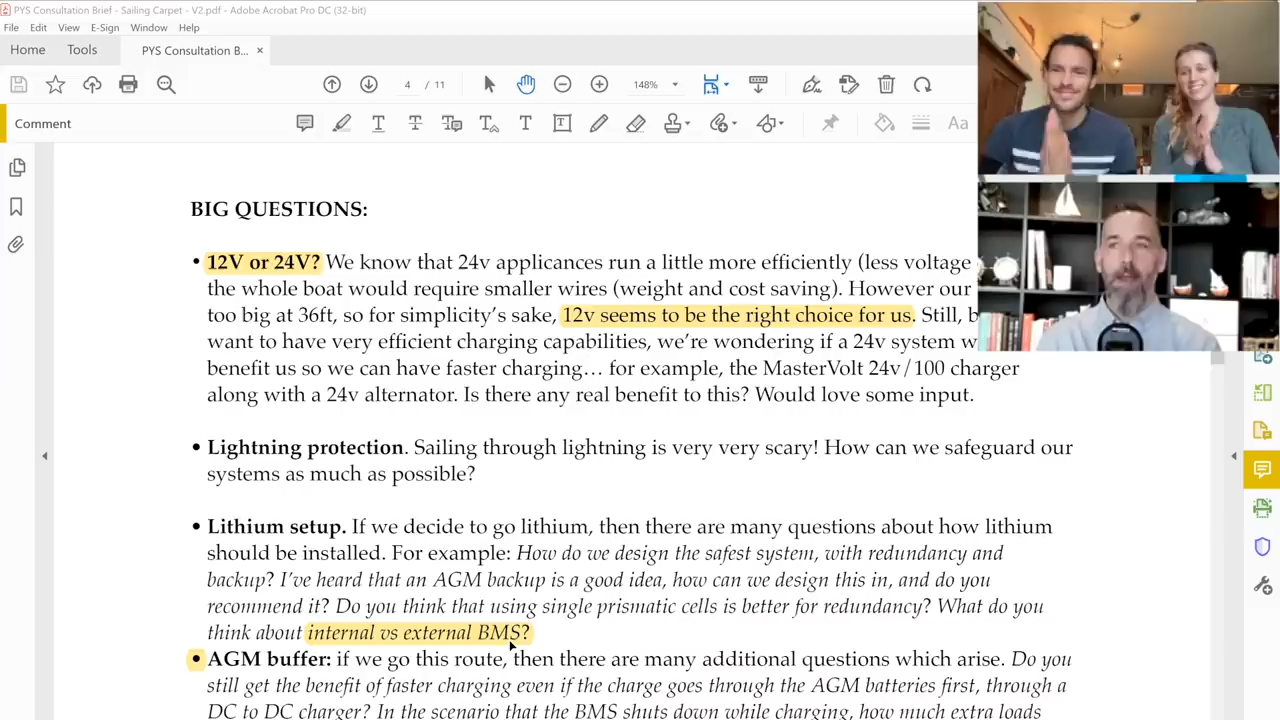 PYS Consultation Brief - Sailing Carpet - V2.pdf - Adobe Acrobat Pro DC (32-bit)
File Edit View E-Sign Window Help
Home Tools PYS Consultation B... ×
4 / 11 148%
Comment
Aa
BIG QUESTIONS:
• 12V or 24V? We know that 24v applicances run a little more efficiently (less voltage
the whole boat would require smaller wires (weight and cost saving). However our
too big at 36ft, so for simplicity's sake, 12v seems to be the right choice for us. Still, b
want to have very efficient charging capabilities, we're wondering if a 24v system w
benefit us so we can have faster charging… for example, the MasterVolt 24v/100 charger
along with a 24v alternator. Is there any real benefit to this? Would love some input.
• Lightning protection. Sailing through lightning is very very scary! How can we safeguard our
systems as much as possible?
• Lithium setup. If we decide to go lithium, then there are many questions about how lithium
should be installed. For example: How do we design the safest system, with redundancy and
backup? I've heard that an AGM backup is a good idea, how can we design this in, and do you
recommend it? Do you think that using single prismatic cells is better for redundancy? What do you
think about internal vs external BMS?
• AGM buffer: if we go this route, then there are many additional questions which arise. Do you
still get the benefit of faster charging even if the charge goes through the AGM batteries first, through a
DC to DC charger? In the scenario that the BMS shuts down while charging, how much extra loads